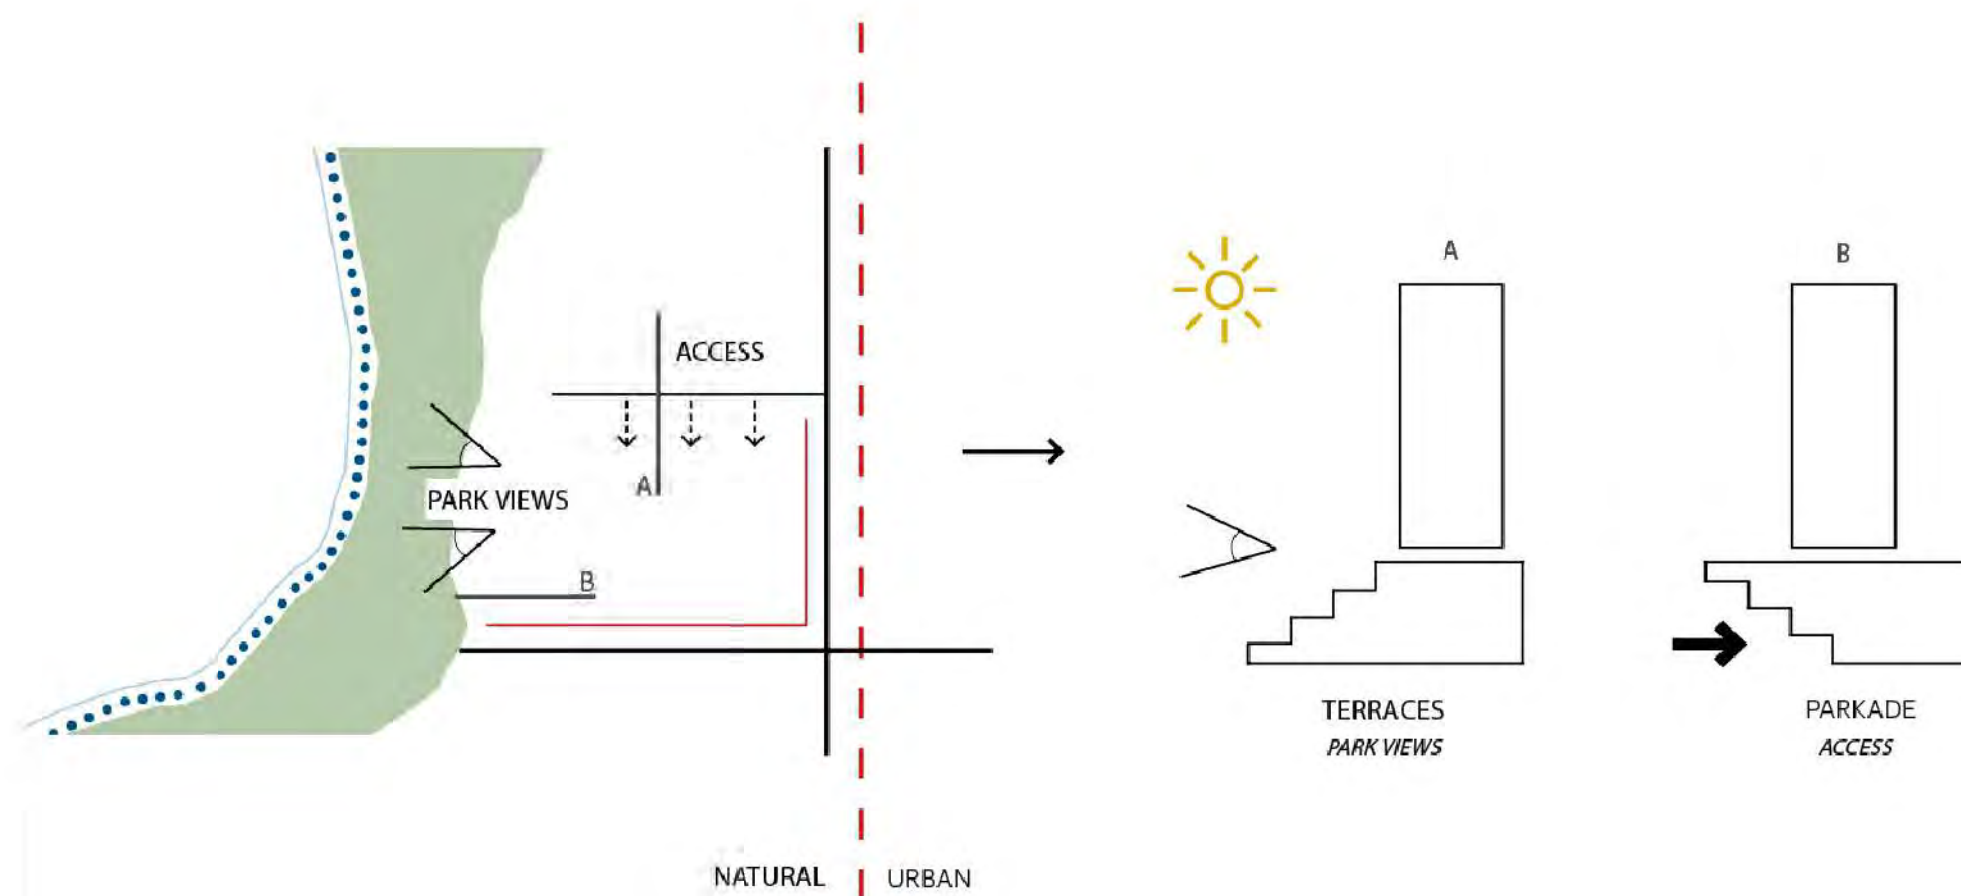 ACCESS
A
PARK VIEWS
B
NATURAL
URBAN
A
B
TERRACES
PARK VIEWS
PARKADE
ACCESS